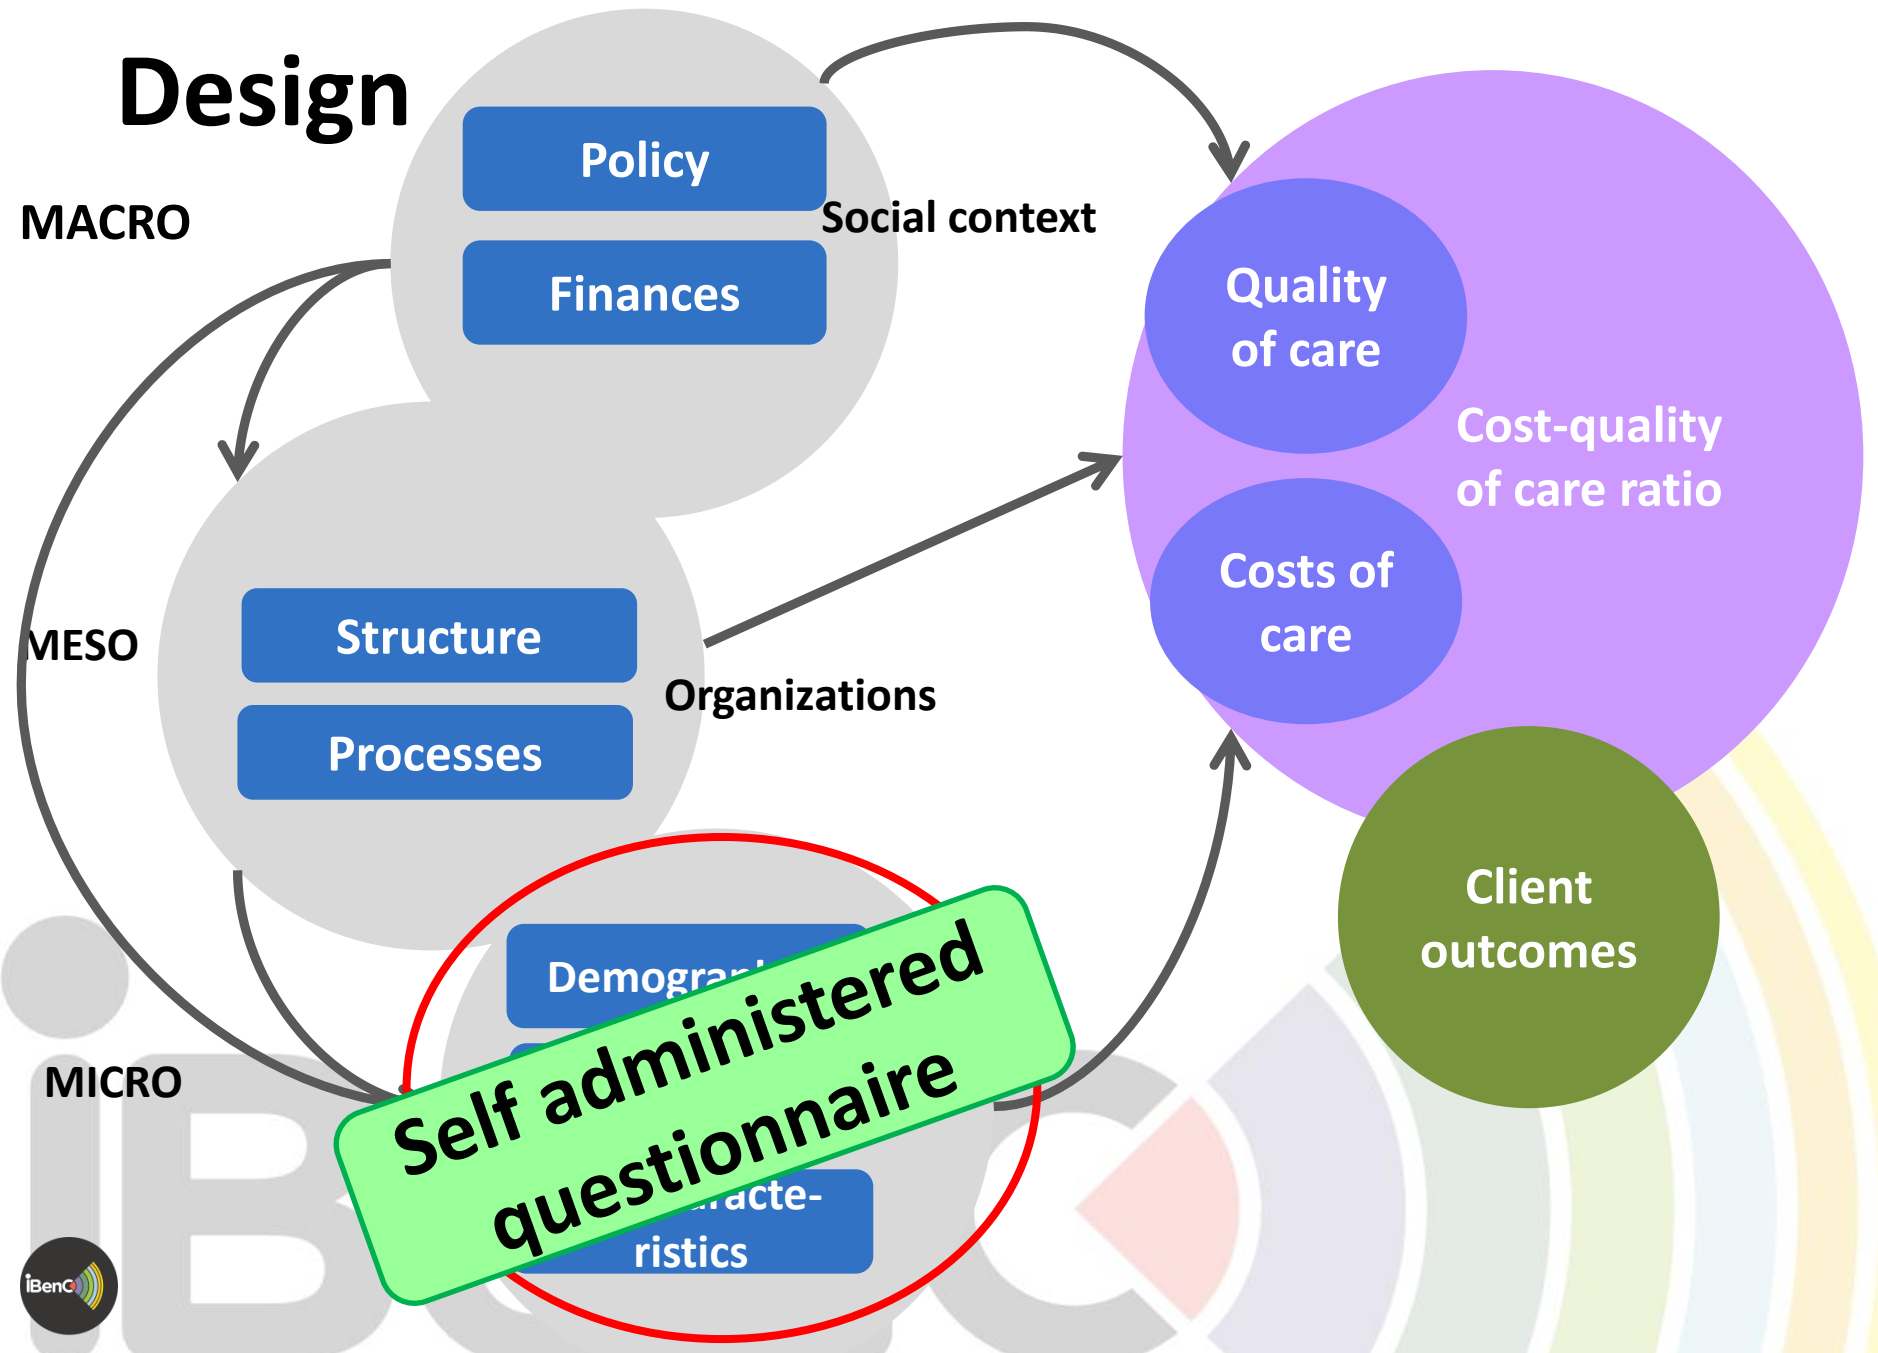 Design
MACRO
Policy
Finances
Social context
Quality
of care
Cost-quality
of care ratio
Costs of
care
MESO
Structure
Processes
Organizations
Client
outcomes
MICRO
Self administered
questionnaire
ristics
iBenC